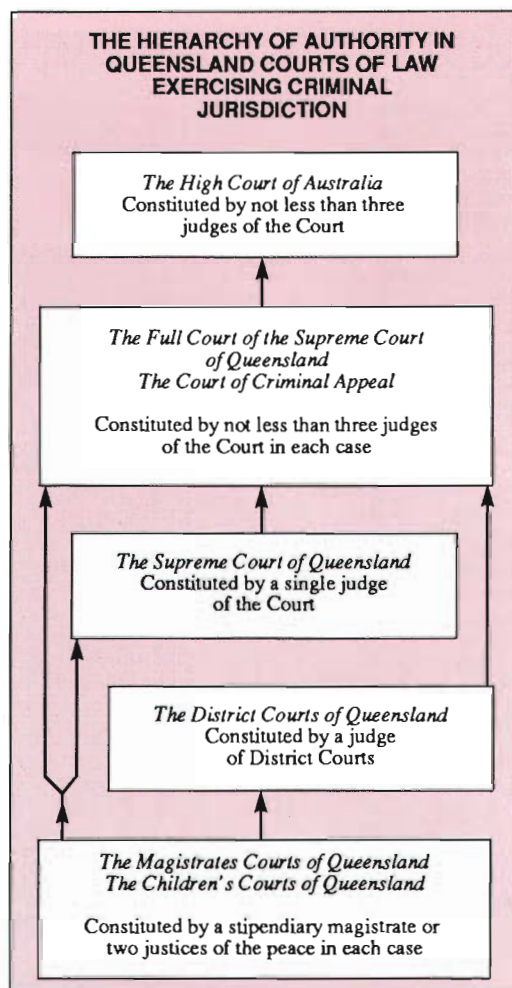 THE HIERARCHY OF AUTHORITY IN
QUEENSLAND COURTS OF LAW
EXERCISING CRIMINAL
JURISDICTION
The High Court of Australia
Constituted by not less than three
judges of the Court
The Full Court of the Supreme Court
of Queensland
The Court of Criminal Appeal
Constituted by not less than three judges
of the Court in each case
The Supreme Court of Queensland
Constituted by a single judge
of the Court
The District Courts of Queensland
Constituted by a judge
of District Courts
The Magistrates Courts of Queensland
The Children's Courts of Queensland
Constituted by a stipendiary magistrate or
two justices of the peace in each case